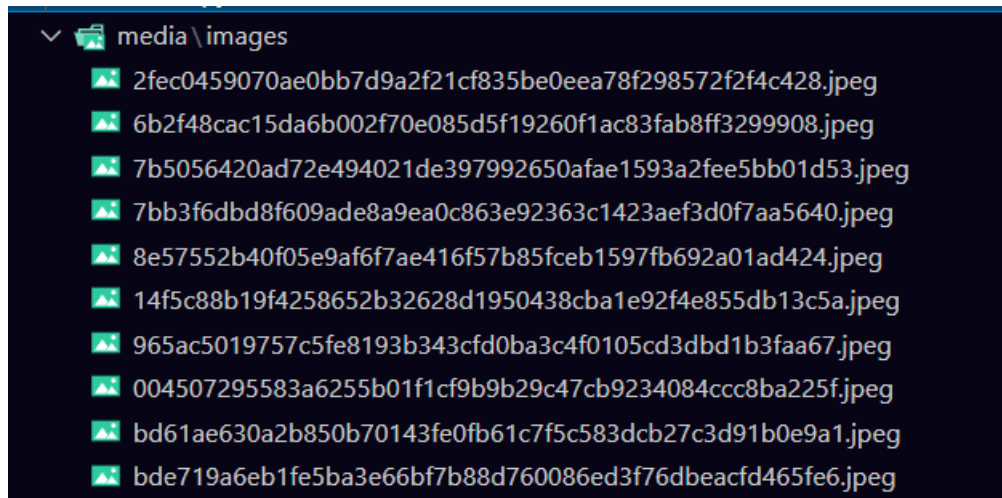 media\images
2fec0459070ae0bb7d9a2f21cf835be0eea78f298572f2f4c428.jpeg
6b2f48cac15da6b002f70e085d5f19260f1ac83fab8ff3299908.jpeg
7b5056420ad72e494021de397992650afae1593a2fee5bb01d53.jpeg
7bb3f6dbd8f609ade8a9ea0c863e92363c1423aef3d0f7aa5640.jpeg
8e57552b40f05e9af6f7ae416f57b85fceb1597fb692a01ad424.jpeg
14f5c88b19f4258652b32628d1950438cba1e92f4e855db13c5a.jpeg
965ac5019757c5fe8193b343cfd0ba3c4f0105cd3dbd1b3faa67.jpeg
004507295583a6255b01f1cf9b9b29c47cb9234084ccc8ba225f.jpeg
bd61ae630a2b850b70143fe0fb61c7f5c583dcb27c3d91b0e9a1.jpeg
bde719a6eb1fe5ba3e66bf7b88d760086ed3f76dbeacfd465fe6.jpeg